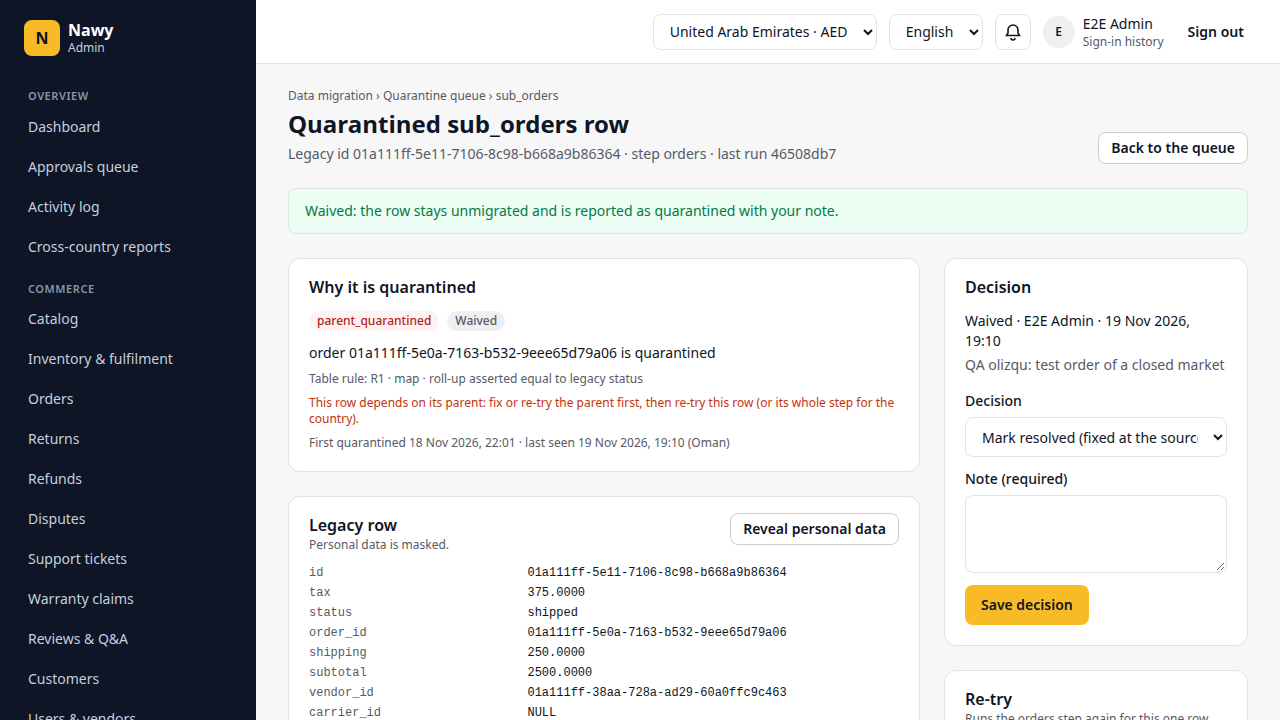 N
Nawy
Admin
OVERVIEW
Dashboard
Approvals queue
Activity log
Cross-country reports
COMMERCE
Catalog
Inventory & fulfilment
Orders
Returns
Refunds
Disputes
Support tickets
Warranty claims
Reviews & Q&A
Customers
Users & vendors
United Arab Emirates · AED
English
E
E2E Admin
Sign-in history
Sign out
Data migration › Quarantine queue › sub_orders
Quarantined sub_orders row
Legacy id 01a111ff-5e11-7106-8c98-b668a9b86364 · step orders · last run 46508db7
Back to the queue
Waived: the row stays unmigrated and is reported as quarantined with your note.
Why it is quarantined
parent_quarantined Waived
order 01a111ff-5e0a-7163-b532-9eee65d79a06 is quarantined
Table rule: R1 · map · roll-up asserted equal to legacy status
This row depends on its parent: fix or re-try the parent first, then re-try this row (or its whole step for the
country).
First quarantined 18 Nov 2026, 22:01 · last seen 19 Nov 2026, 19:10 (Oman)
Legacy row
Personal data is masked.
Reveal personal data
id 01a111ff-5e11-7106-8c98-b668a9b86364
tax 375.0000
status shipped
order_id 01a111ff-5e0a-7163-b532-9eee65d79a06
shipping 250.0000
subtotal 2500.0000
vendor_id 01a111ff-38aa-728a-ad29-60a0ffc9c463
carrier_id NULL
Decision
Waived · E2E Admin · 19 Nov 2026,
19:10
QA olizqu: test order of a closed market
Decision
Mark resolved (fixed at the sourc
Note (required)
Save decision
Re-try
Runs the orders step again for this one row